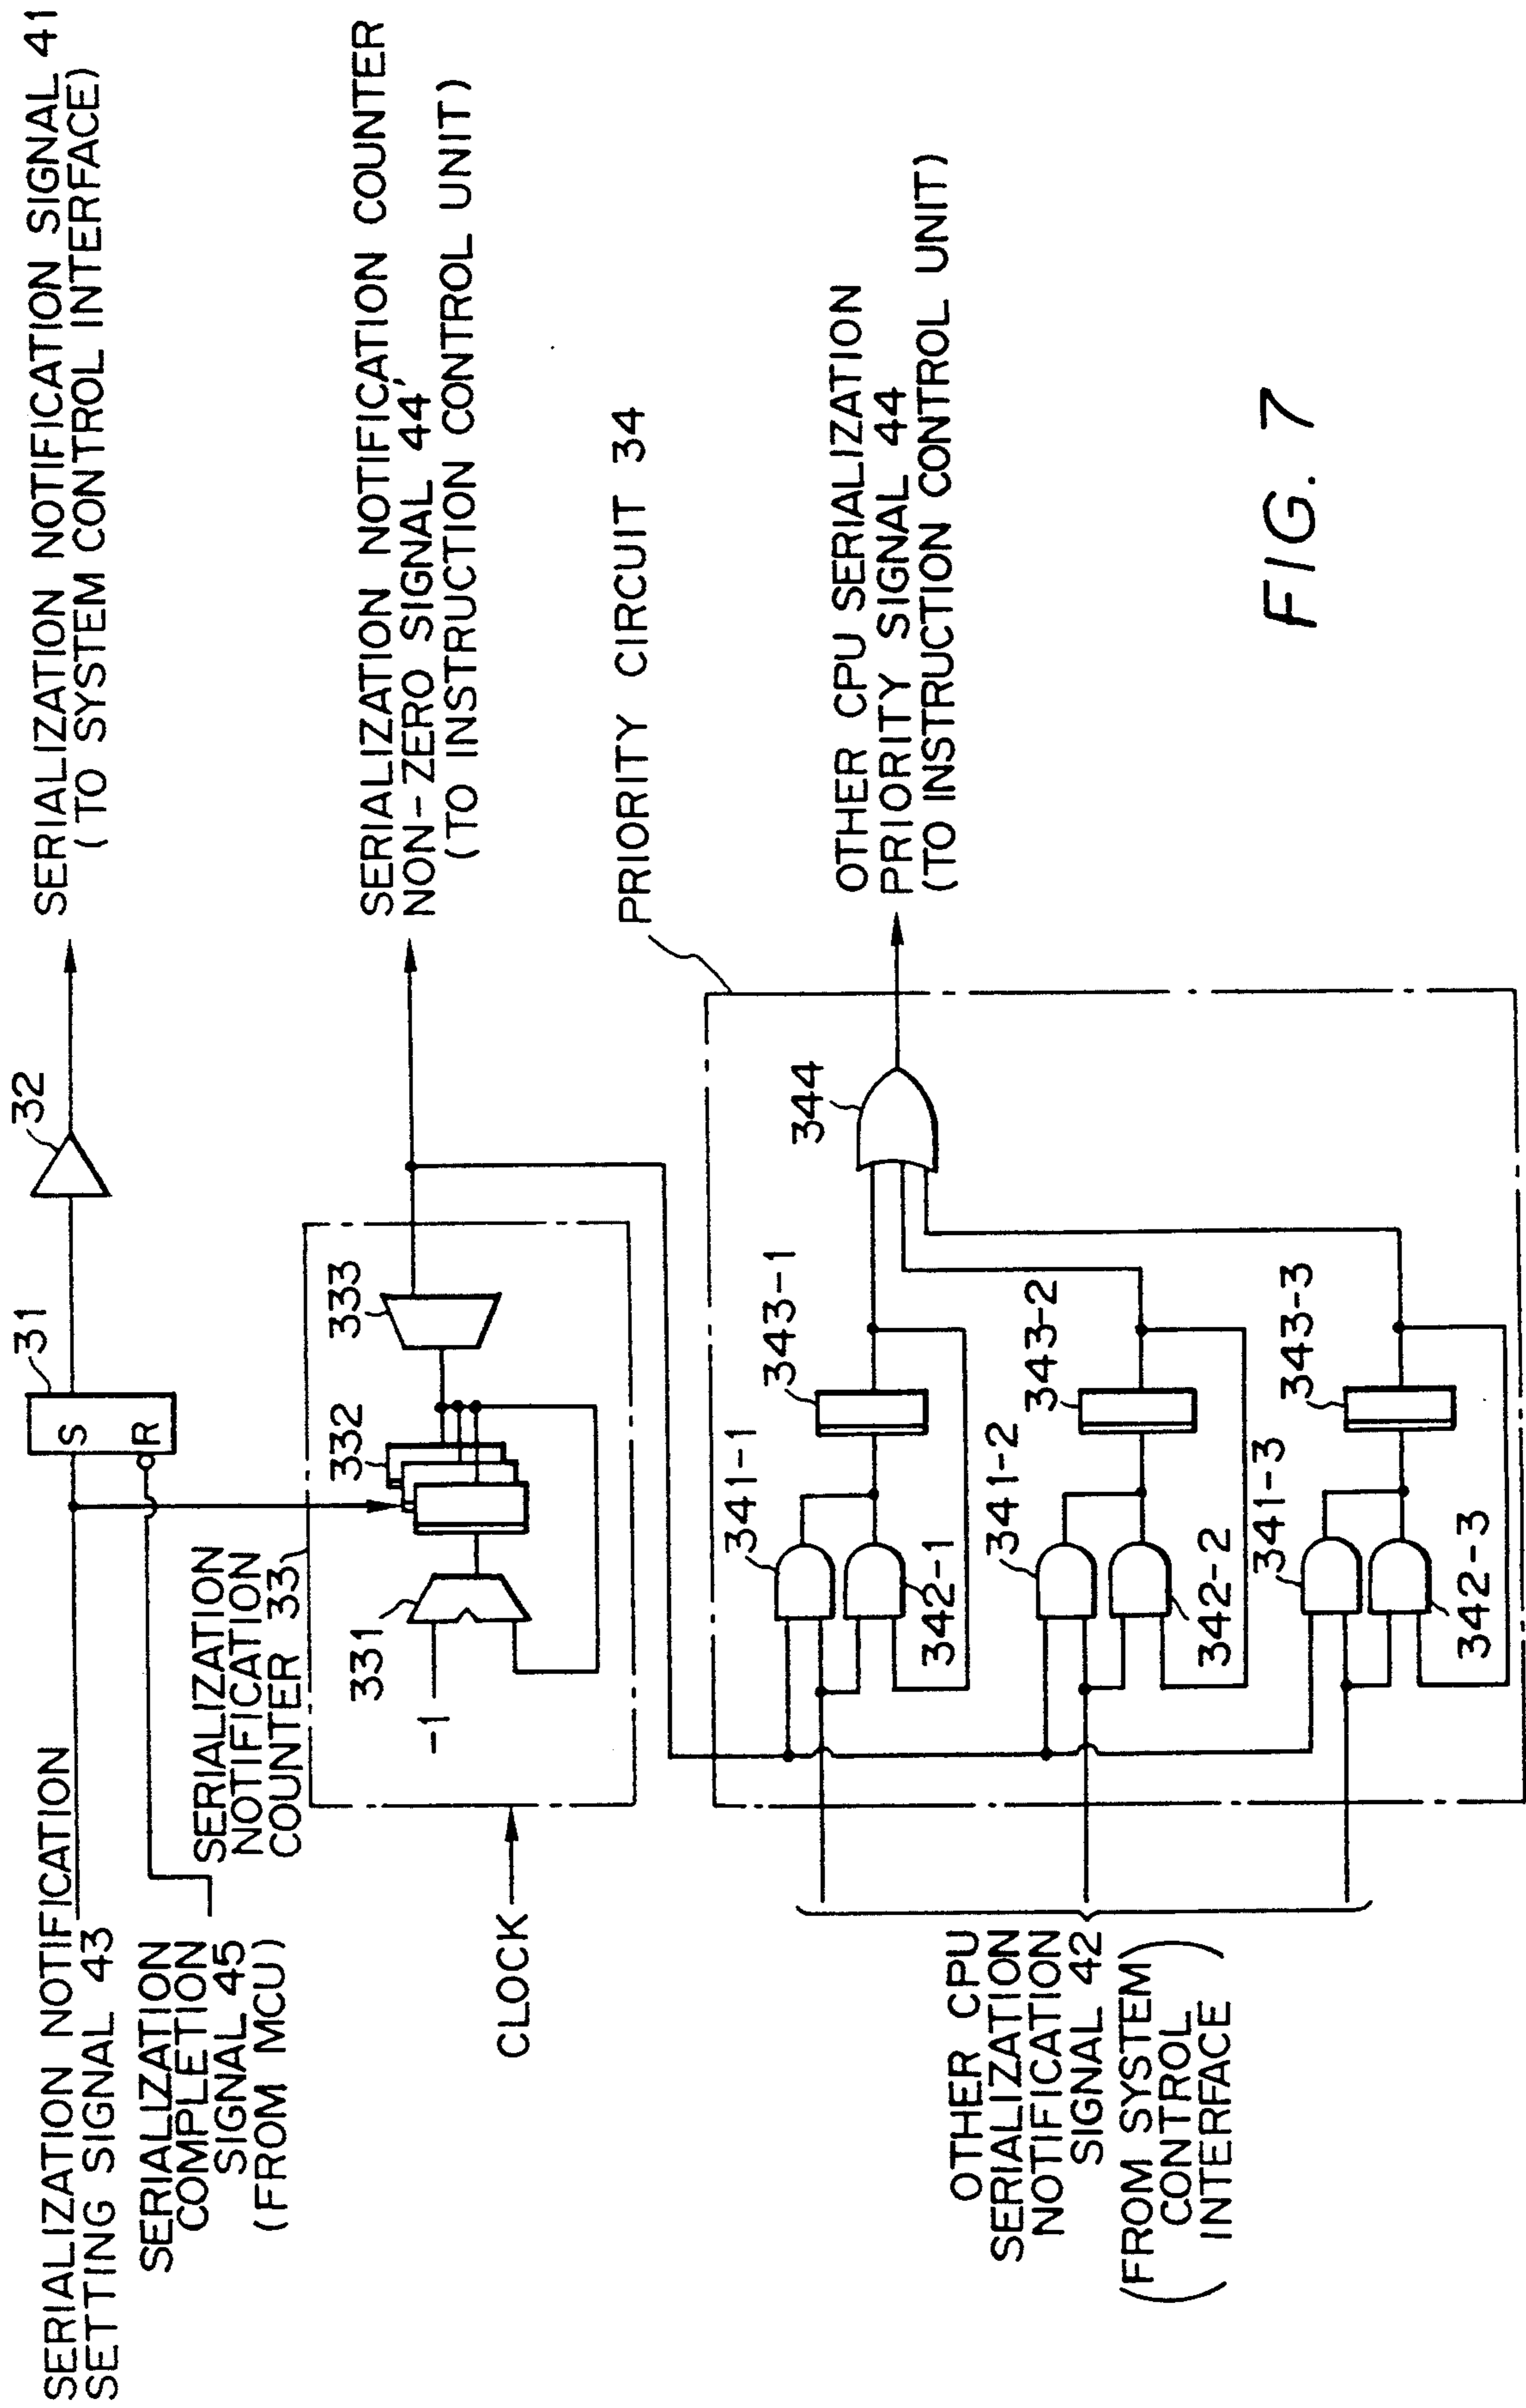 SERIALIZATION NOTIFICATION
SETTING SIGNAL 43
SERIALIZATION
COMPLETION
SIGNAL 45
(FROM MCU)
S
R
31
32
SERIALIZATION NOTIFICATION SIGNAL 41
(TO SYSTEM CONTROL INTERFACE)
SERIALIZATION
NOTIFICATION
COUNTER 33
CLOCK
-1
331
332
333
SERIALIZATION NOTIFICATION COUNTER
NON-ZERO SIGNAL 44'
(TO INSTRUCTION CONTROL UNIT)
PRIORITY CIRCUIT 34
OTHER CPU
SERIALIZATION
NOTIFICATION
SIGNAL 42
(FROM SYSTEM
CONTROL
INTERFACE)
341-1
342-1
343-1
341-2
342-2
343-2
341-3
342-3
343-3
344
OTHER CPU SERIALIZATION
PRIORITY SIGNAL 44
(TO INSTRUCTION CONTROL UNIT)
FIG. 7